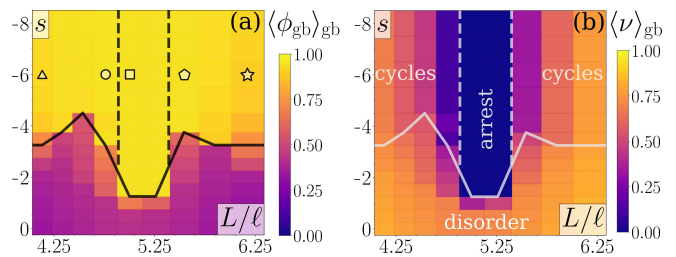 s
(a)
⟨ϕgb⟩gb
-8
-6
-4
-2
0
L/ℓ
4.25
5.25
6.25
1.00
0.75
0.50
0.25
0.00
s
(b)
⟨ν⟩gb
-8
-6
-4
-2
0
cycles
arrest
cycles
disorder
L/ℓ
4.25
5.25
6.25
1.00
0.75
0.50
0.25
0.00